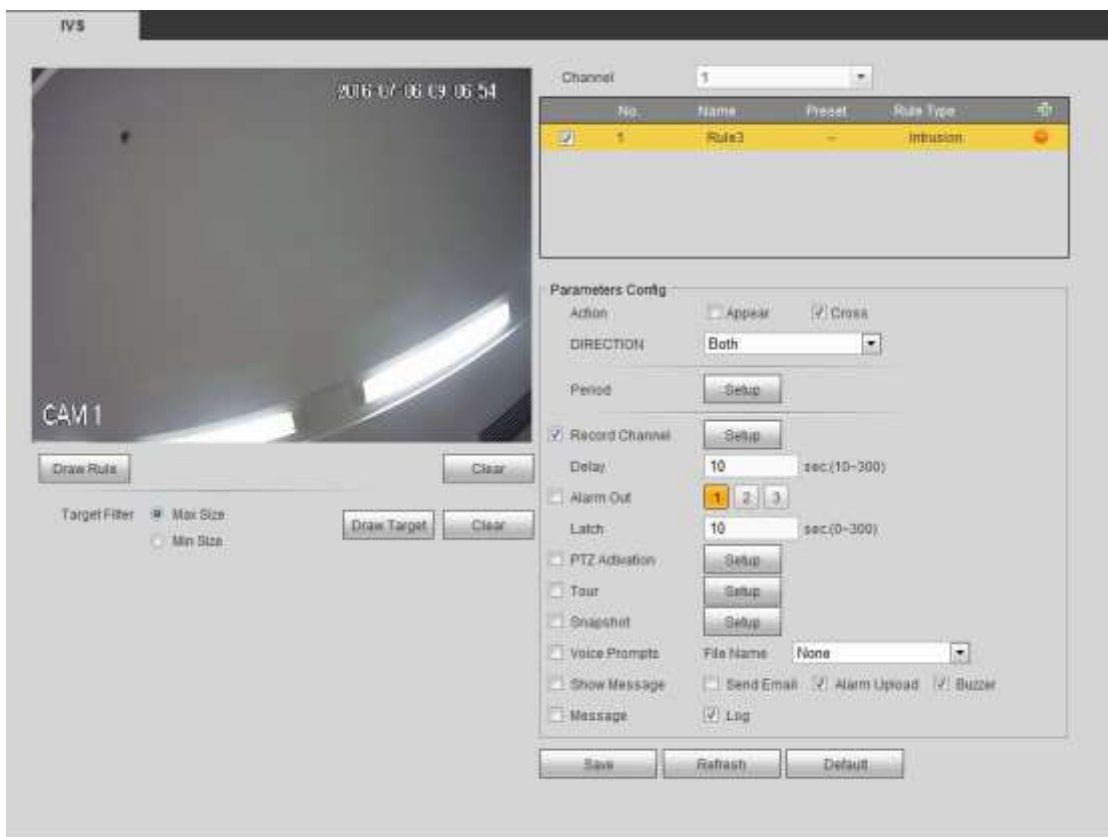 IVS
2016-07-06 09:06:54
CAM 1
Draw Rule Clear
Target Filter Max Size
Min Size
Draw Target Clear
Channel 1
No. Name Preset Rule Type
1 Rule3 -- Intrusion
Parameters Config
Action Appear Cross
DIRECTION Both
Period Setup
Record Channel Setup
Delay 10 sec.(10~300)
Alarm Out 1 2 3
Latch 10 sec.(0~300)
PTZ Activation Setup
Tour Setup
Snapshot Setup
Voice Prompts File Name None
Show Message Send Email Alarm Upload Buzzer
Message Log
Save Refresh Default